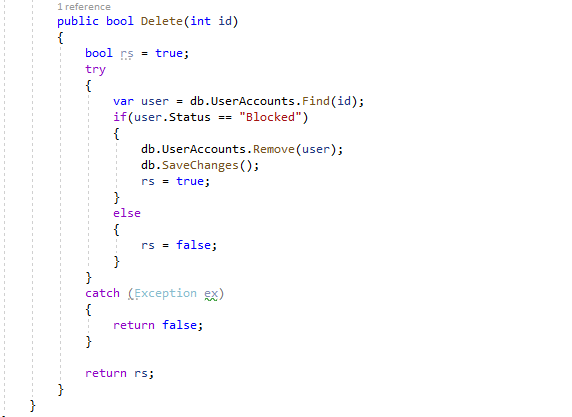 1 reference
public bool Delete(int id)
{
bool rs = true;
try
{
var user = db.UserAccounts.Find(id);
if(user.Status == "Blocked")
{
db.UserAccounts.Remove(user);
db.SaveChanges();
rs = true;
}
else
{
rs = false;
}
}
catch (Exception ex)
{
return false;
}
return rs;
}
}